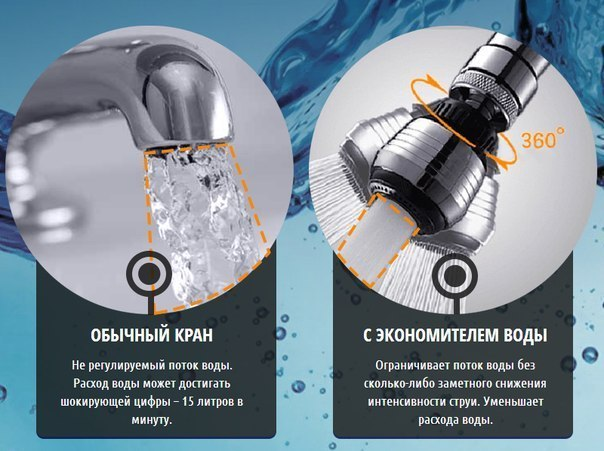 360°
ОБЫЧНЫЙ КРАН
Не регулируемый поток воды.
Расход воды может достигать
шокирующей цифры – 15 литров в
минуту.
С ЭКОНОМИТЕЛЕМ ВОДЫ
Ограничивает поток воды без
сколько-либо заметного снижения
интенсивности струи. Уменьшает
расхода воды.